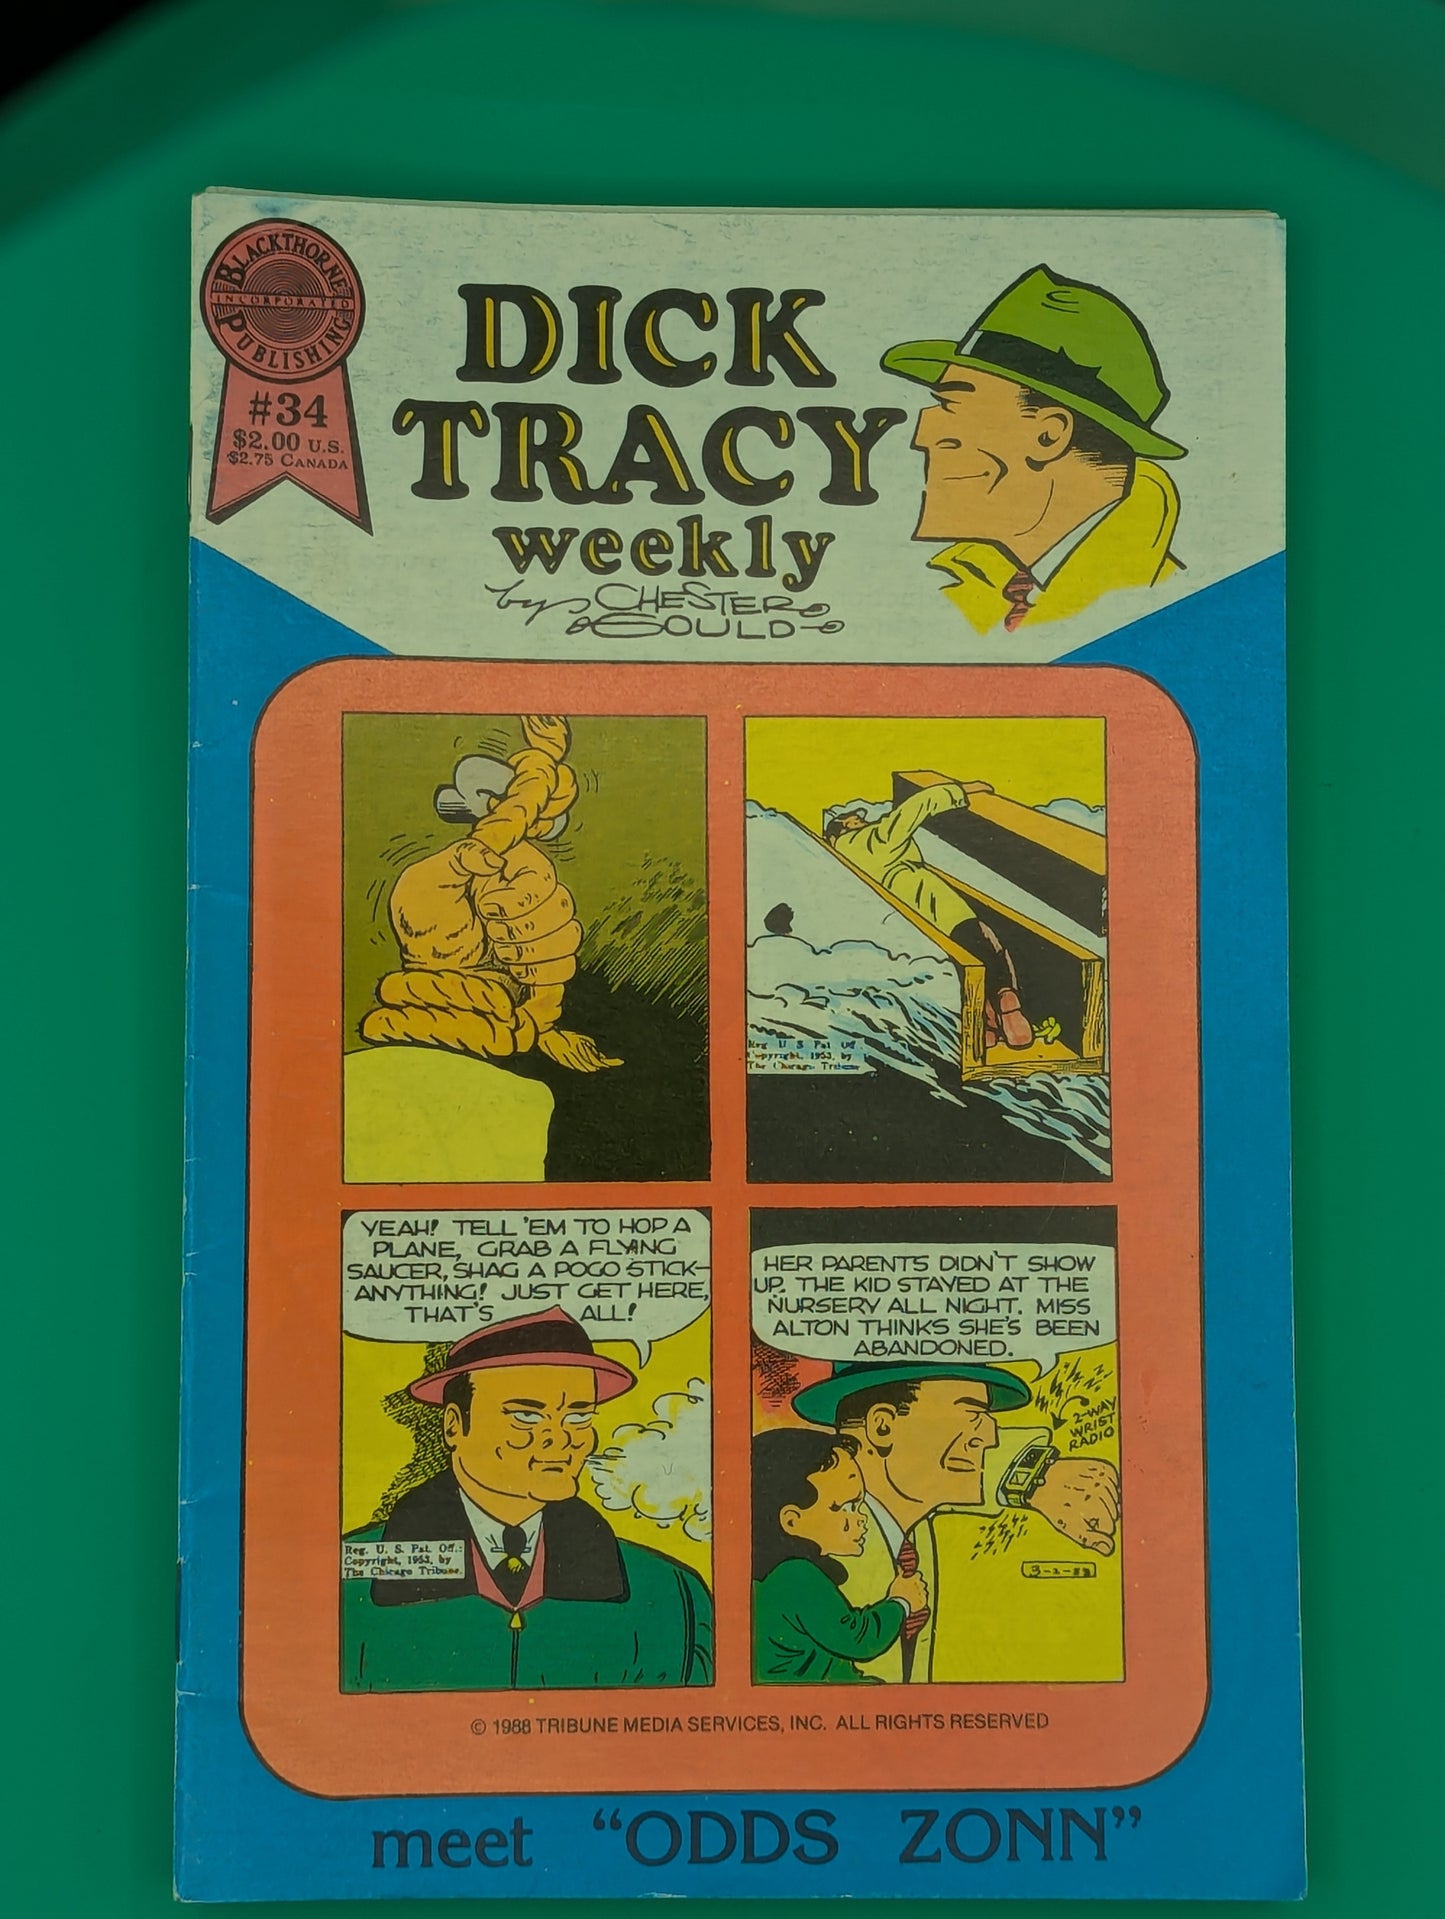 BLACKTHORNE
INCORPORATED
PUBLISHING
#34
$2.00 U.S.
$2.75 CANADA
DICK
TRACY
weekly
by CHESTER
GOULD
Reg. U. S. Pat. Off.
Copyright, 1953, by
The Chicago Tribune
YEAH! TELL 'EM TO HOP A
PLANE, GRAB A FLYING
SAUCER, SHAG A POGO STICK-
ANYTHING! JUST GET HERE,
THAT'S ALL!
Reg. U. S. Pat. Off.:
Copyright, 1953, by
The Chicago Tribune.
HER PARENTS DIDN'T SHOW
UP. THE KID STAYED AT THE
NURSERY ALL NIGHT. MISS
ALTON THINKS SHE'S BEEN
ABANDONED.
2-WAY
WRIST
RADIO
© 1988 TRIBUNE MEDIA SERVICES, INC. ALL RIGHTS RESERVED
meet "ODDS ZONN"